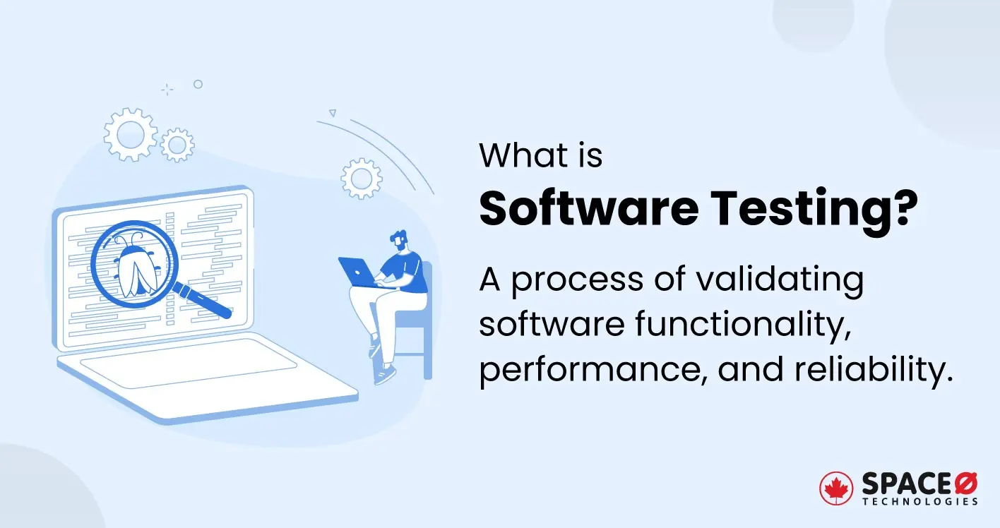 What is
Software Testing?
A process of validating
software functionality,
performance, and reliability.
SPACEØ
TECHNOLOGIES